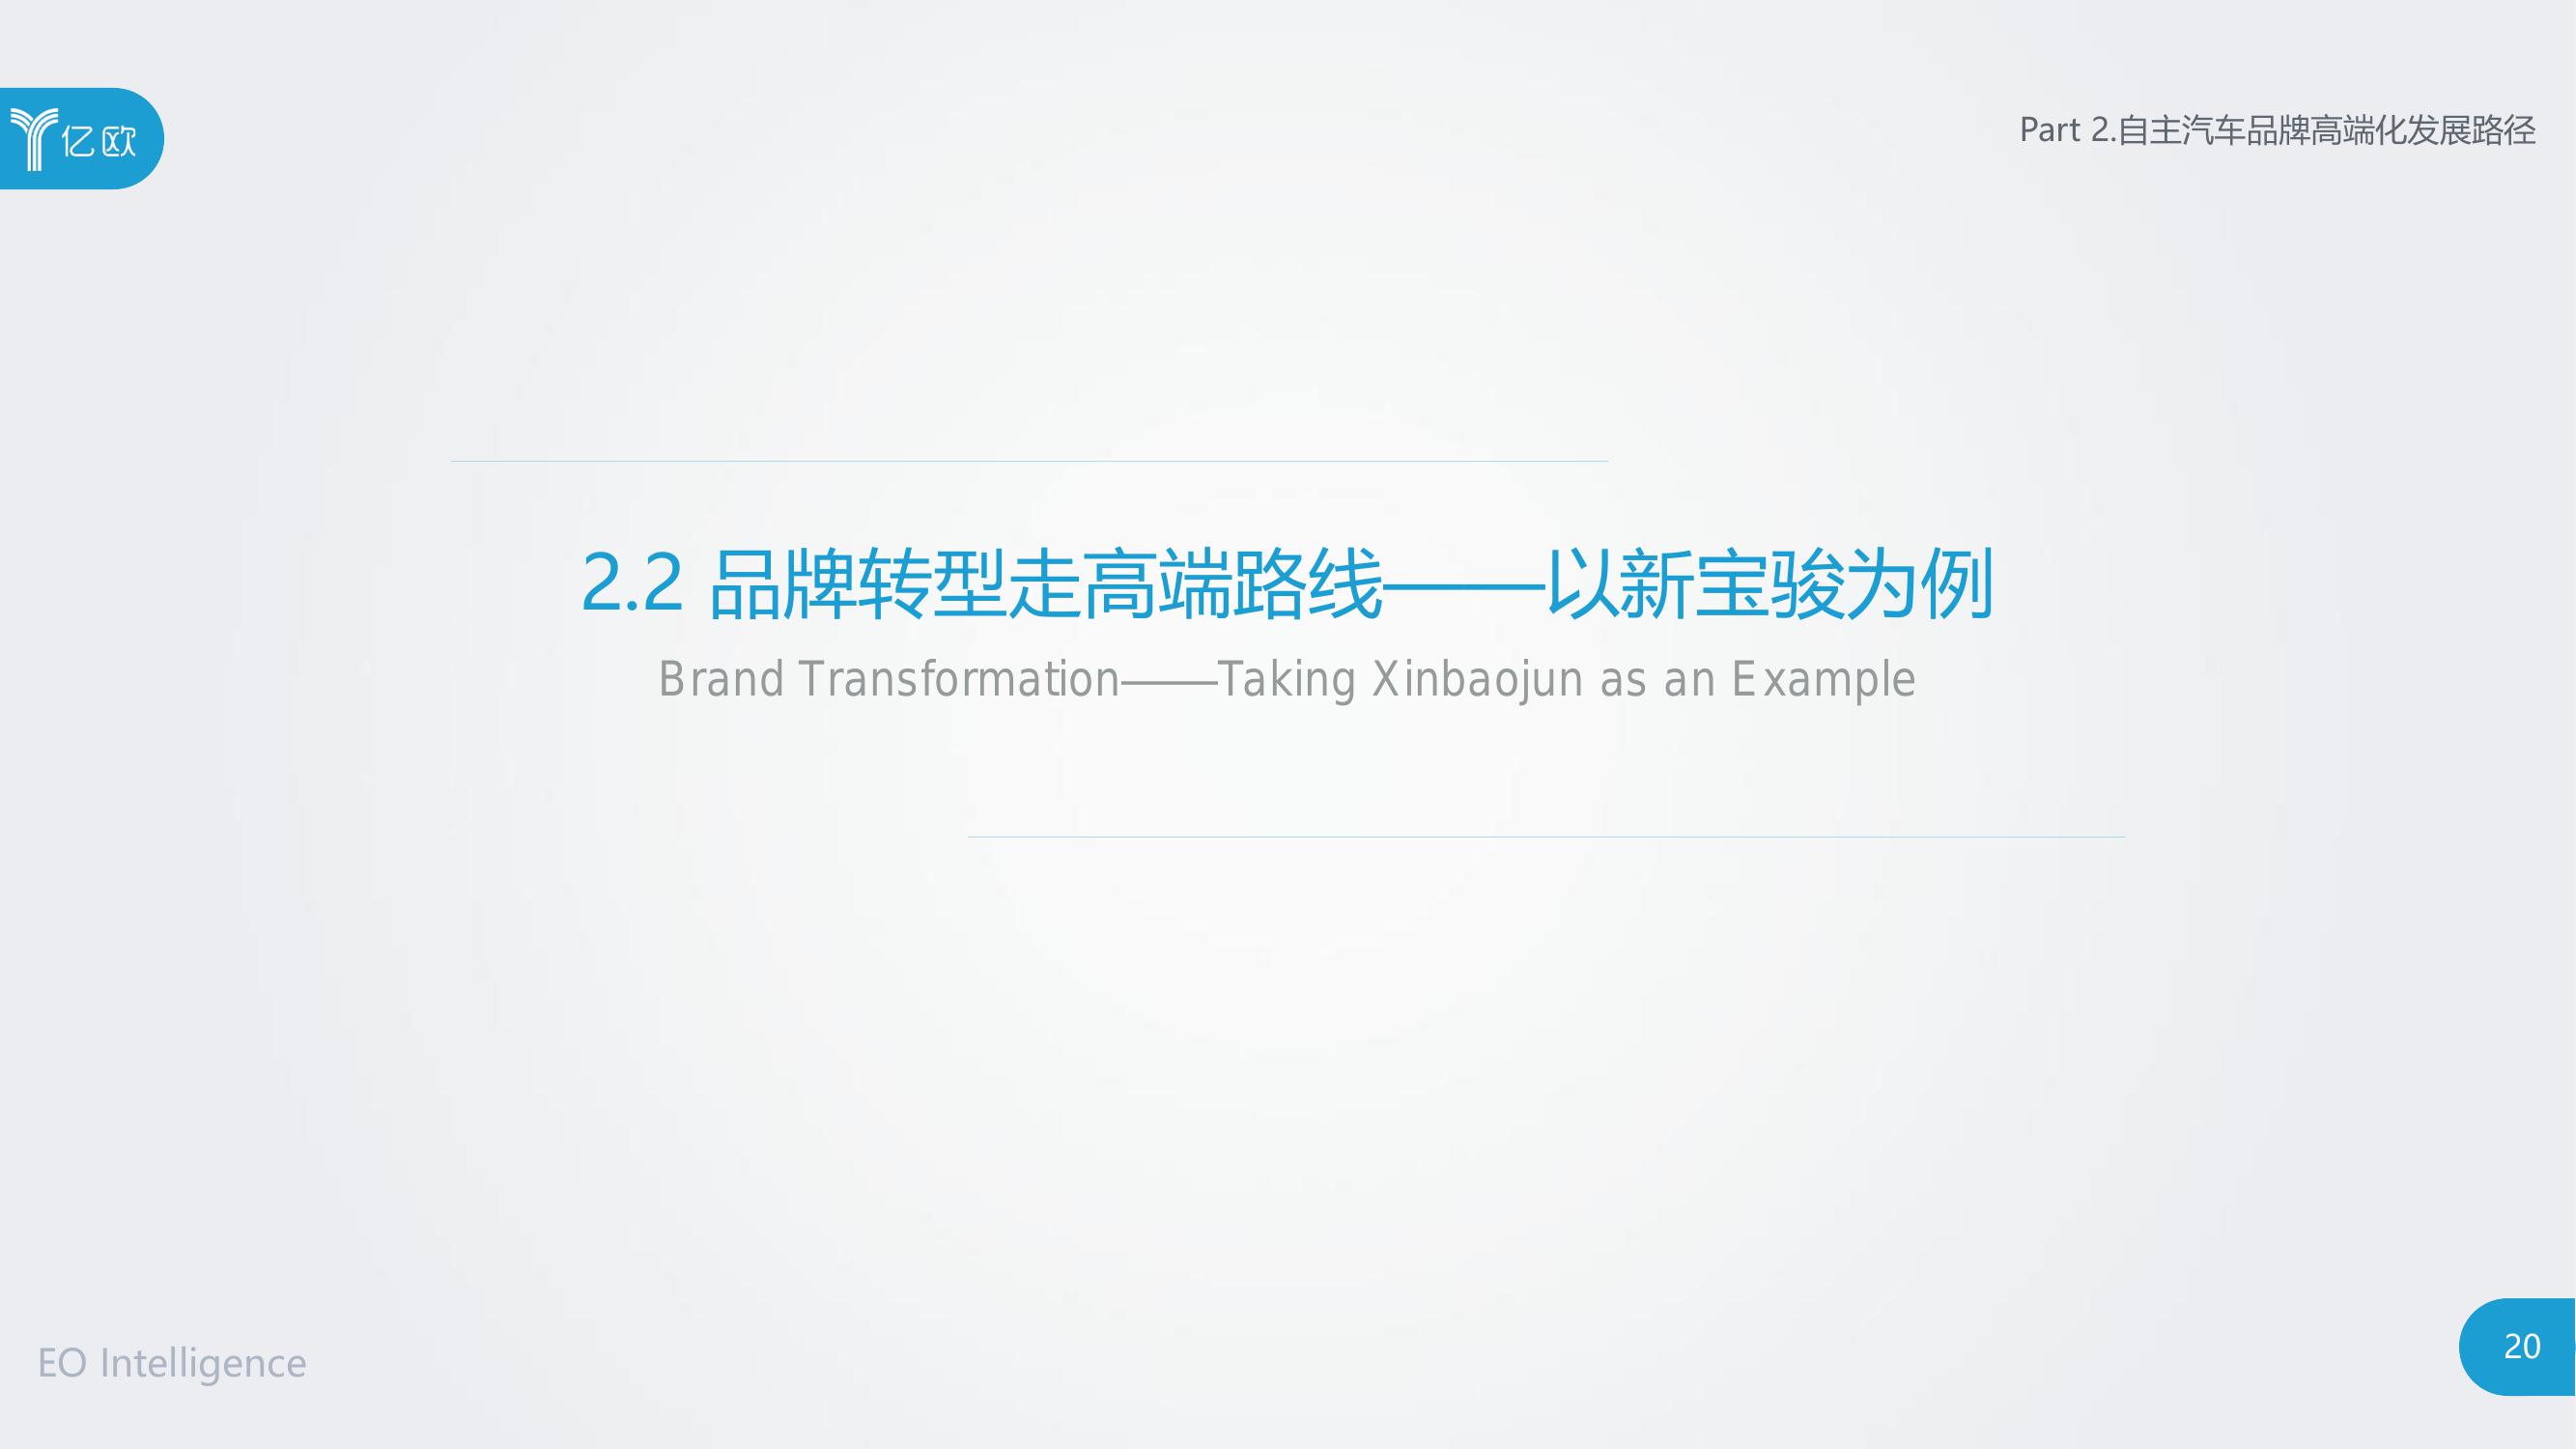 亿欧
Part 2.自主汽车品牌高端化发展路径
2.2 品牌转型走高端路线——以新宝骏为例
Brand Transformation——Taking Xinbaojun as an Example
EO Intelligence
20